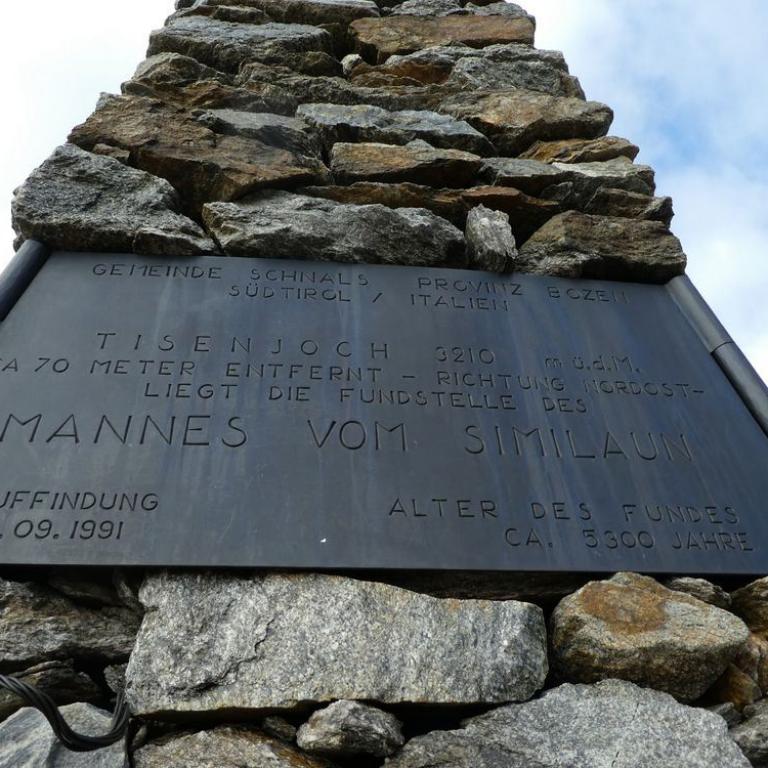 GEMEINDE SCHNALS, PROVINZ BOZEN
SÜDTIROL / ITALIEN
TISENJOCH 3210 m ü.d.M.
70 METER ENTFERNT - RICHTUNG NORDOST-
LIEGT DIE FUNDSTELLE DES
MANNES VOM SIMILAUN
UFFINDUNG
.09.1991
ALTER DES FUNDES
CA. 5300 JAHRE